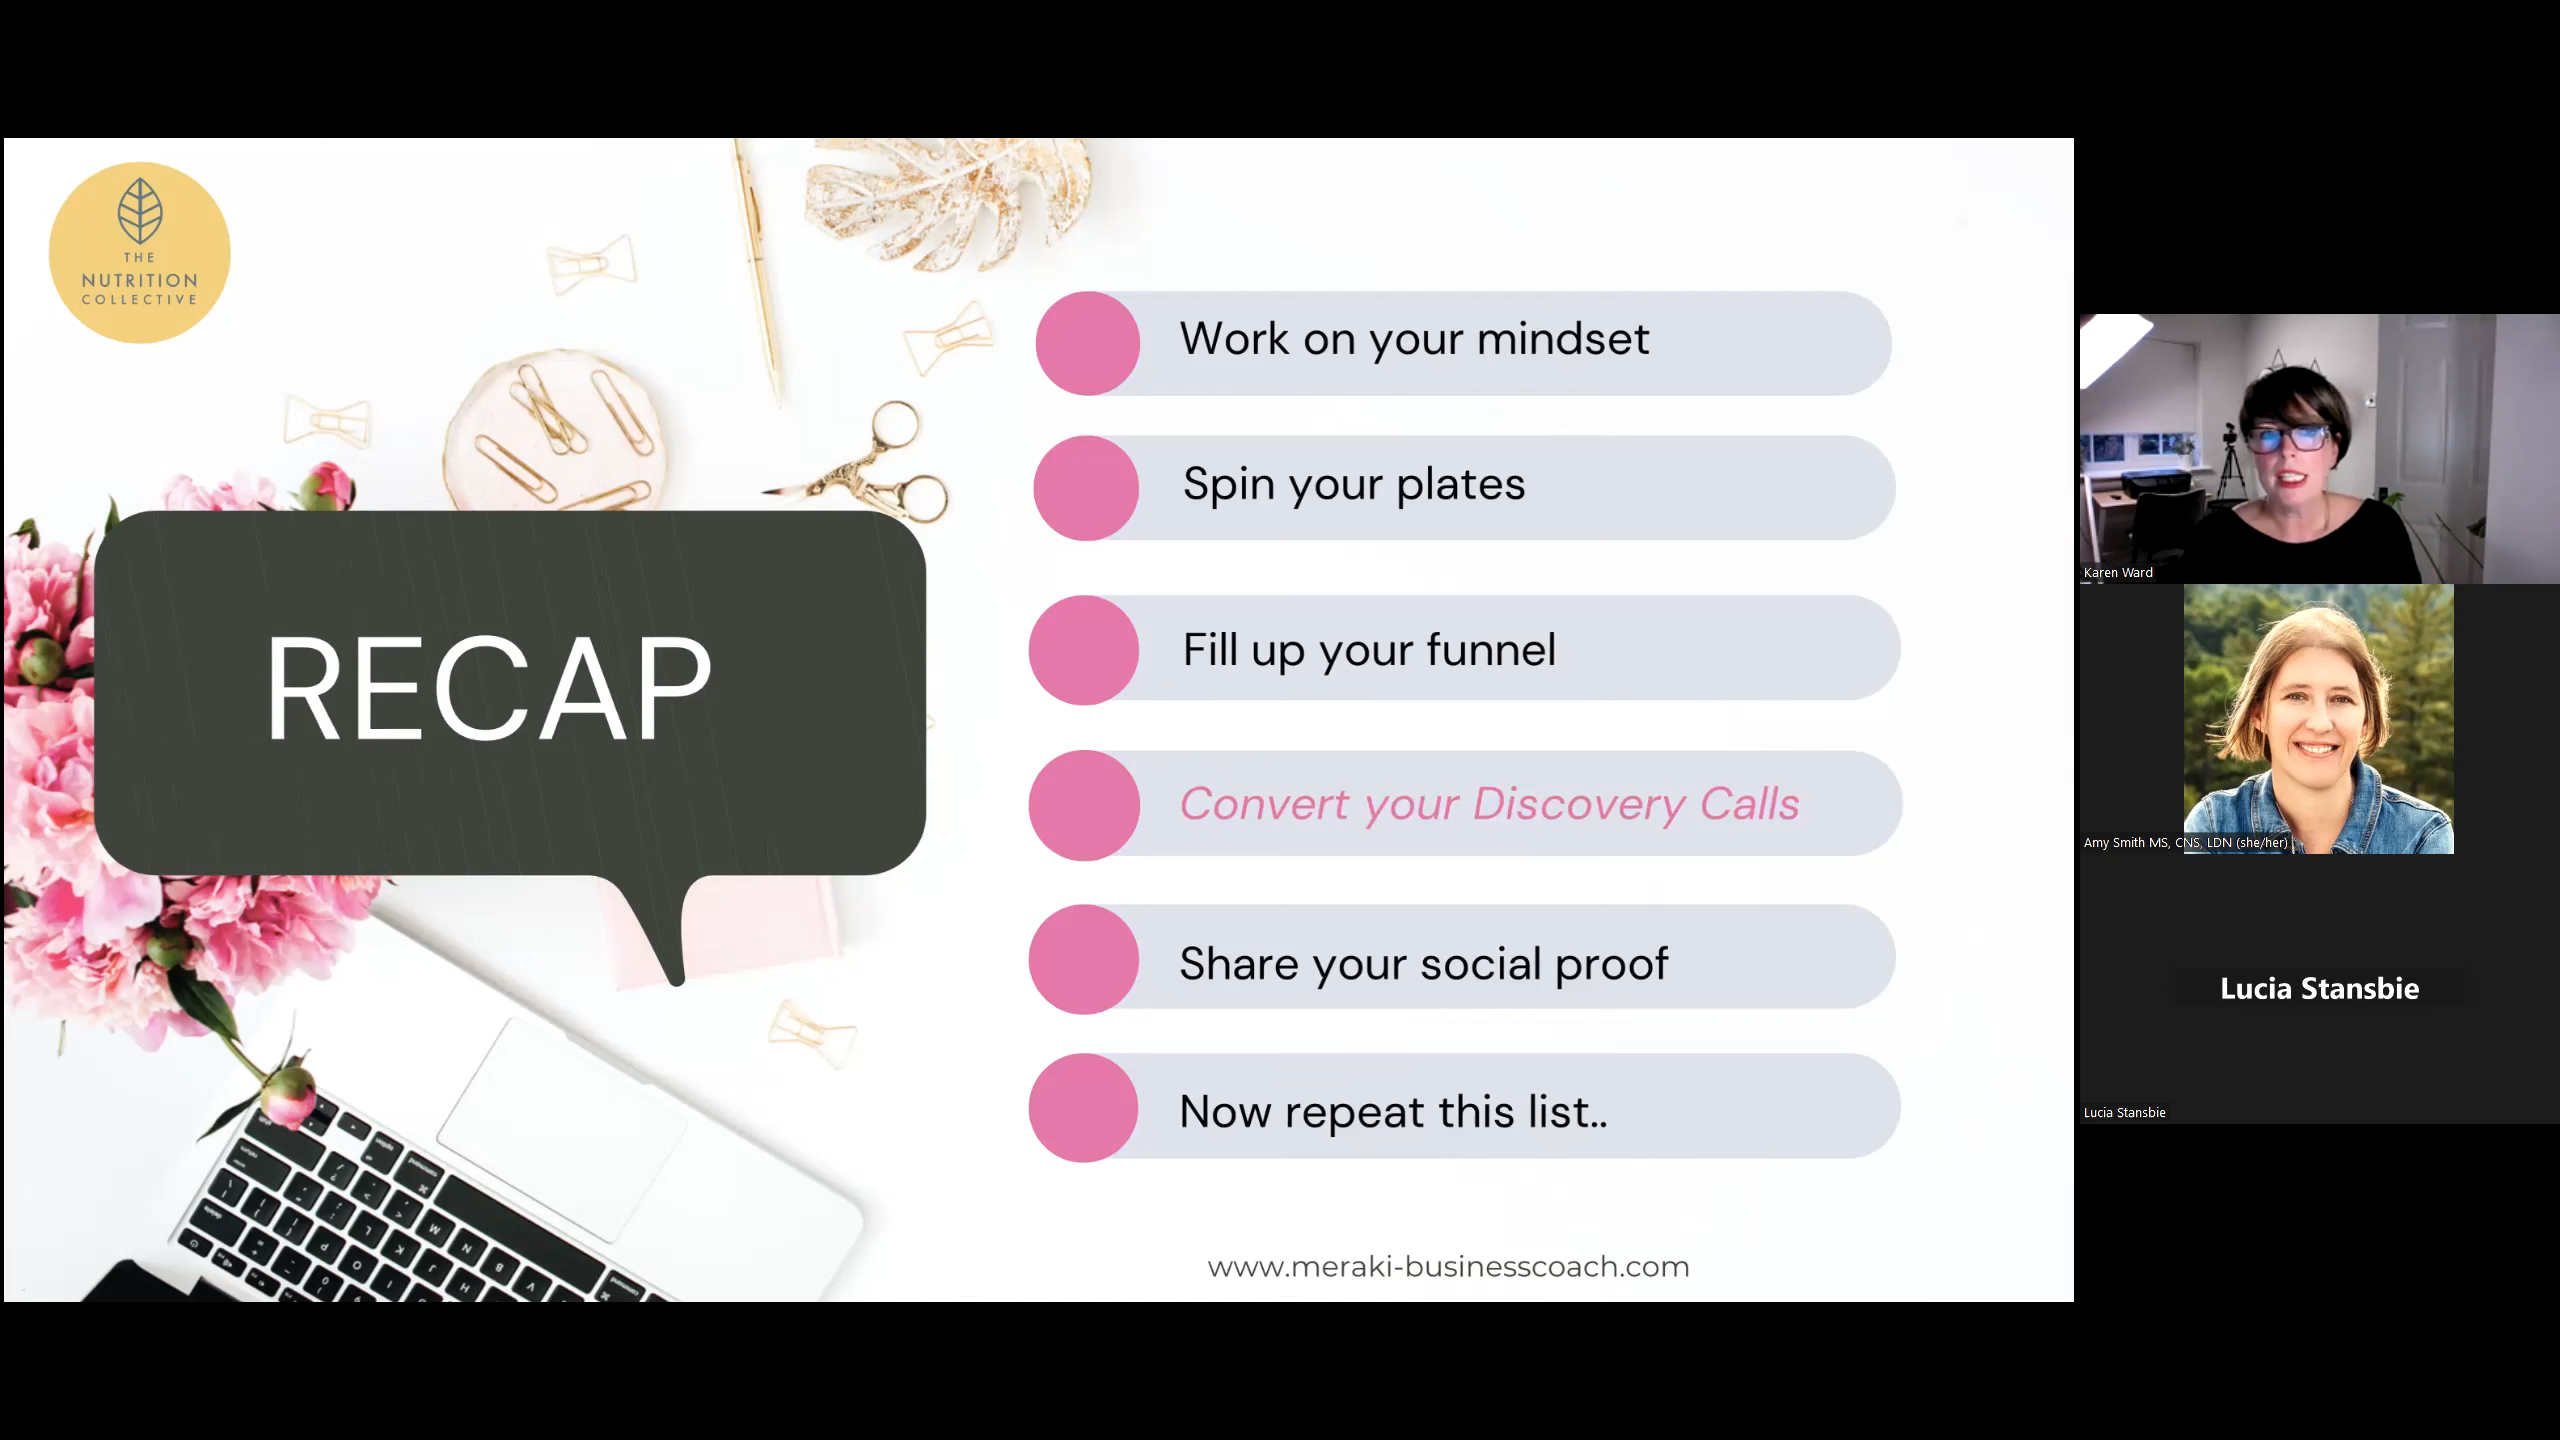 THE
NUTRITION
COLLECTIVE
RECAP
Work on your mindset
Spin your plates
Fill up your funnel
Convert your Discovery Calls
Share your social proof
Now repeat this list..
www.meraki-businesscoach.com
Karen Ward
Amy Smith MS, CNS, LDN (she/her)
Lucia Stansbie
Lucia Stansbie